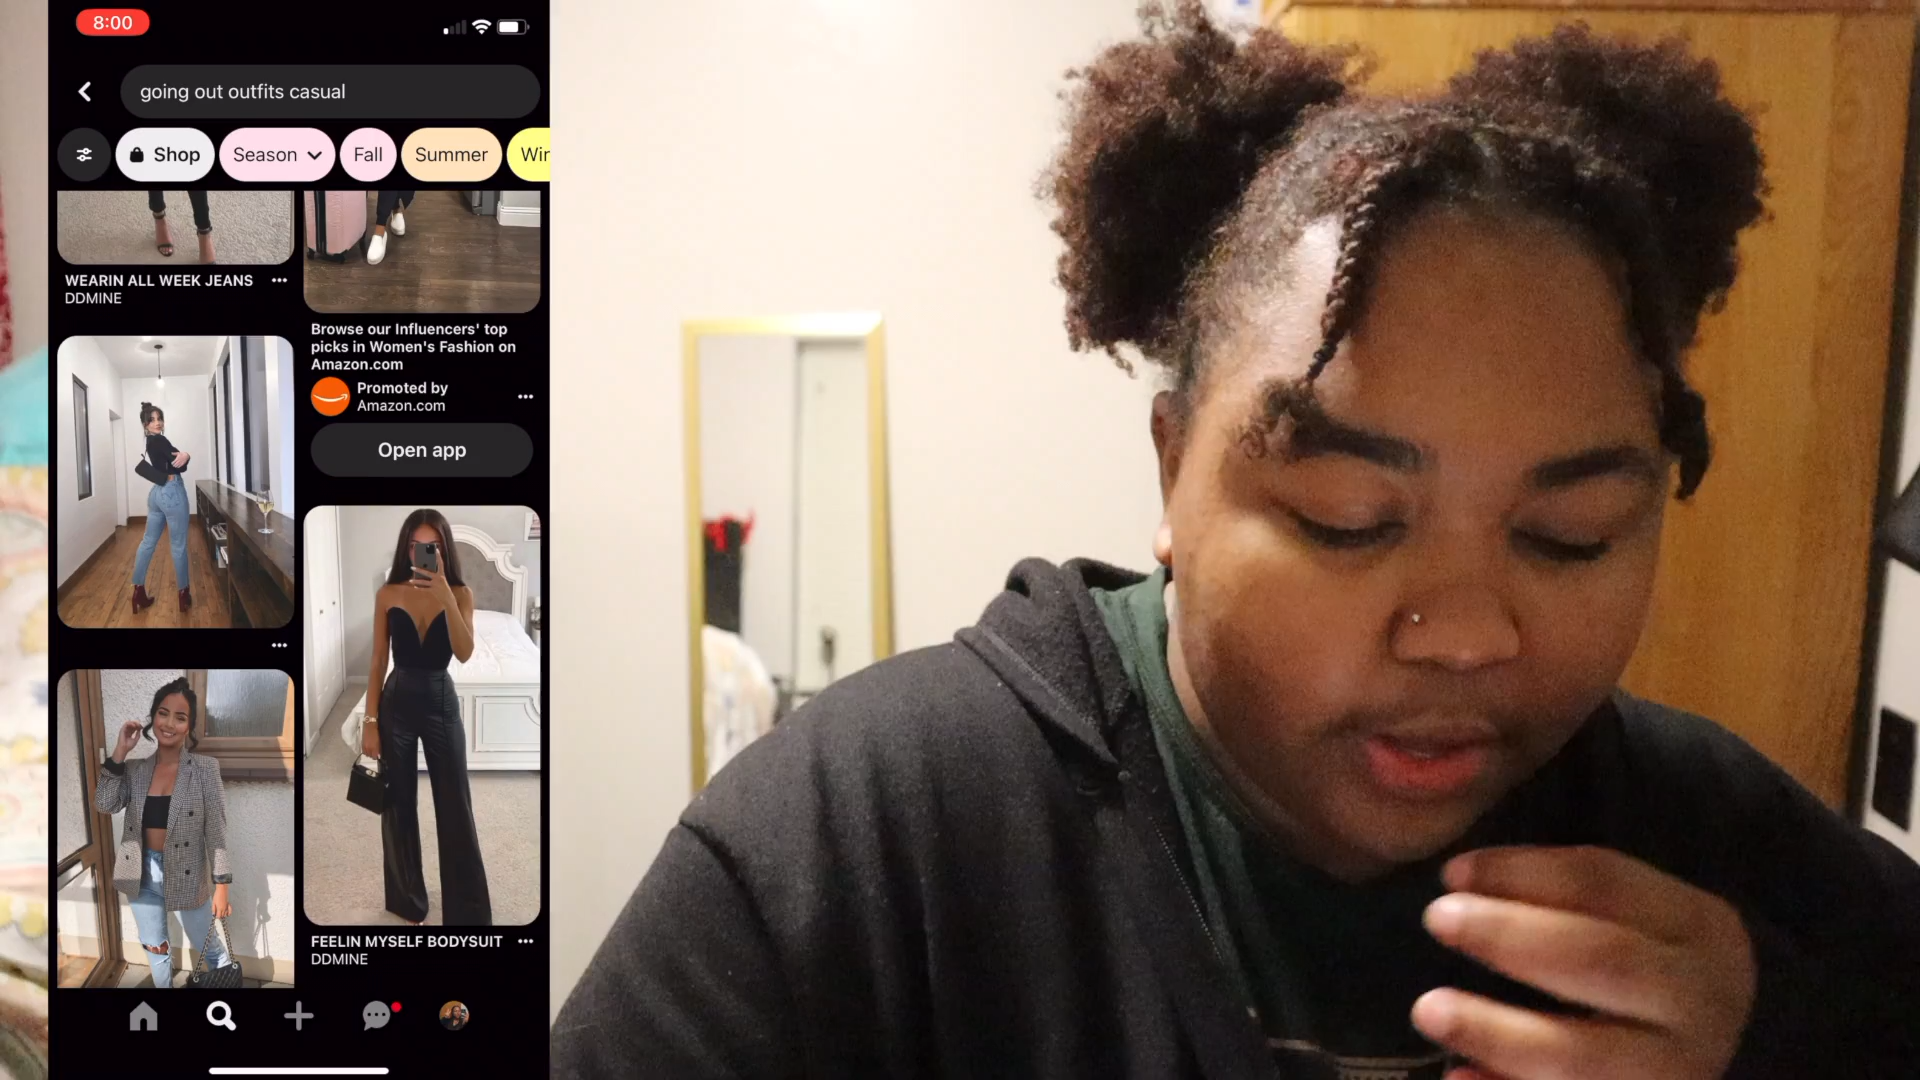 8:00
going out outfits casual
Shop
Season
Fall
Summer
WEARIN ALL WEEK JEANS
DDMINE
Browse our Influencers' top
picks in Women's Fashion on
Amazon.com
Promoted by
Amazon.com
Open app
FEELIN MYSELF BODYSUIT
DDMINE